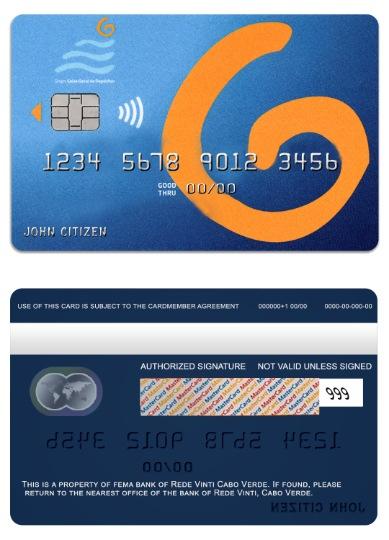 Grupo Caixa Geral de Depósitos
1234 5678 9012 3456
GOOD
THRU 00/00
JOHN CITIZEN
USE OF THIS CARD IS SUBJECT TO THE CARDMEMBER AGREEMENT 000000+1 00/00 0000-00-000-00
AUTHORIZED SIGNATURE NOT VALID UNLESS SIGNED
MasterCard MasterCard MasterCard
999
1234 5678 9012 3456
00/00
THIS IS A PROPERTY OF FEMA BANK OF REDE VINTI CABO VERDE. IF FOUND, PLEASE
RETURN TO THE NEAREST OFFICE OF THE BANK OF REDE VINTI, CABO VERDE.
JOHN CITIZEN